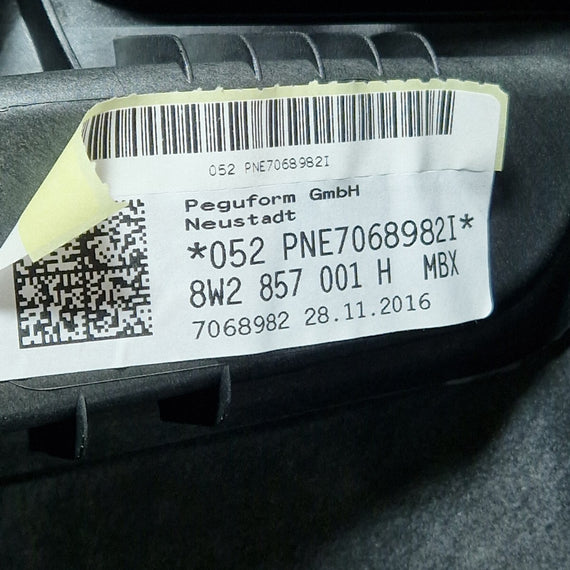 052 PNE7068982I
Peguform GmbH
Neustadt
*052 PNE7068982I*
8W2 857 001 H MBX
7068982 28.11.2016